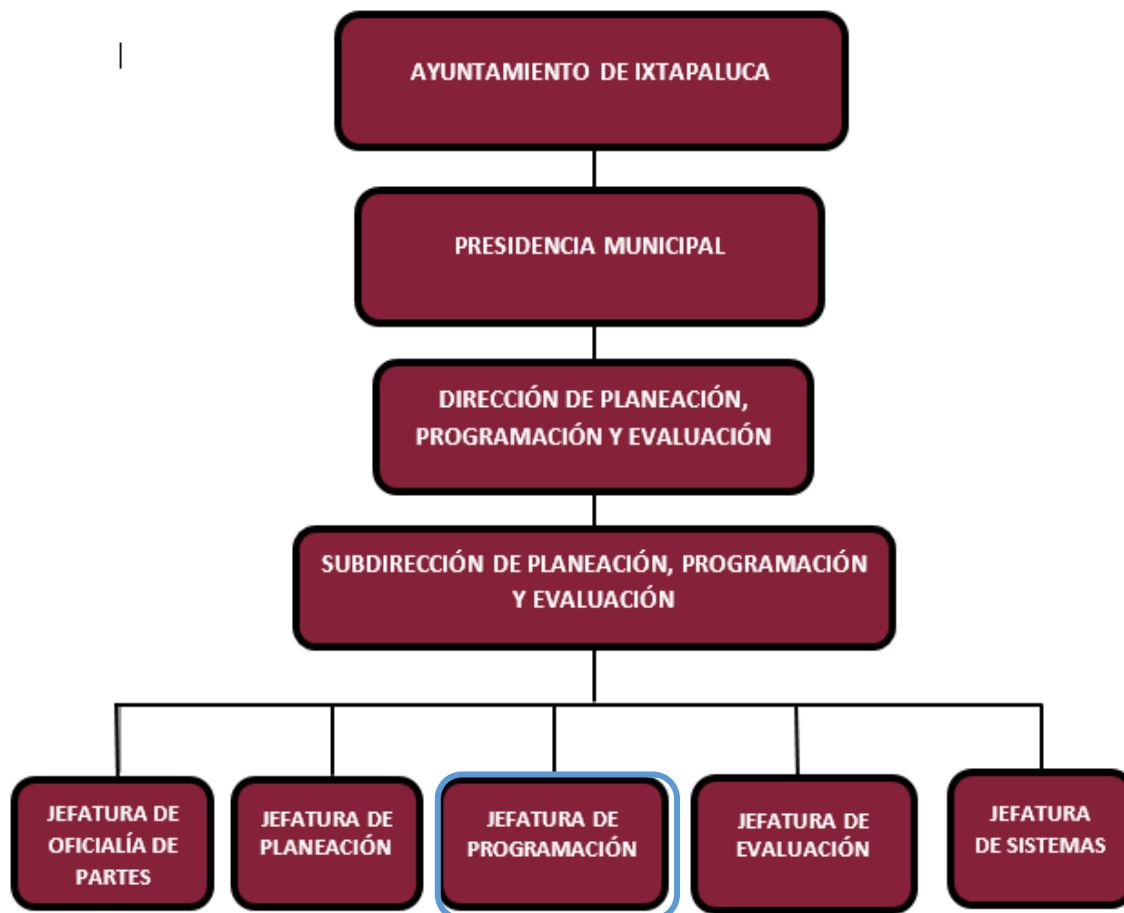 AYUNTAMIENTO DE IXTAPALUCA
PRESIDENCIA MUNICIPAL
DIRECCIÓN DE PLANEACIÓN,
PROGRAMACIÓN Y EVALUACIÓN
SUBDIRECCIÓN DE PLANEACIÓN, PROGRAMACIÓN
Y EVALUACIÓN
JEFATURA DE
OFICIALÍA DE
PARTES
JEFATURA DE
PLANEACIÓN
JEFATURA DE
PROGRAMACIÓN
JEFATURA DE
EVALUACIÓN
JEFATURA
DE SISTEMAS